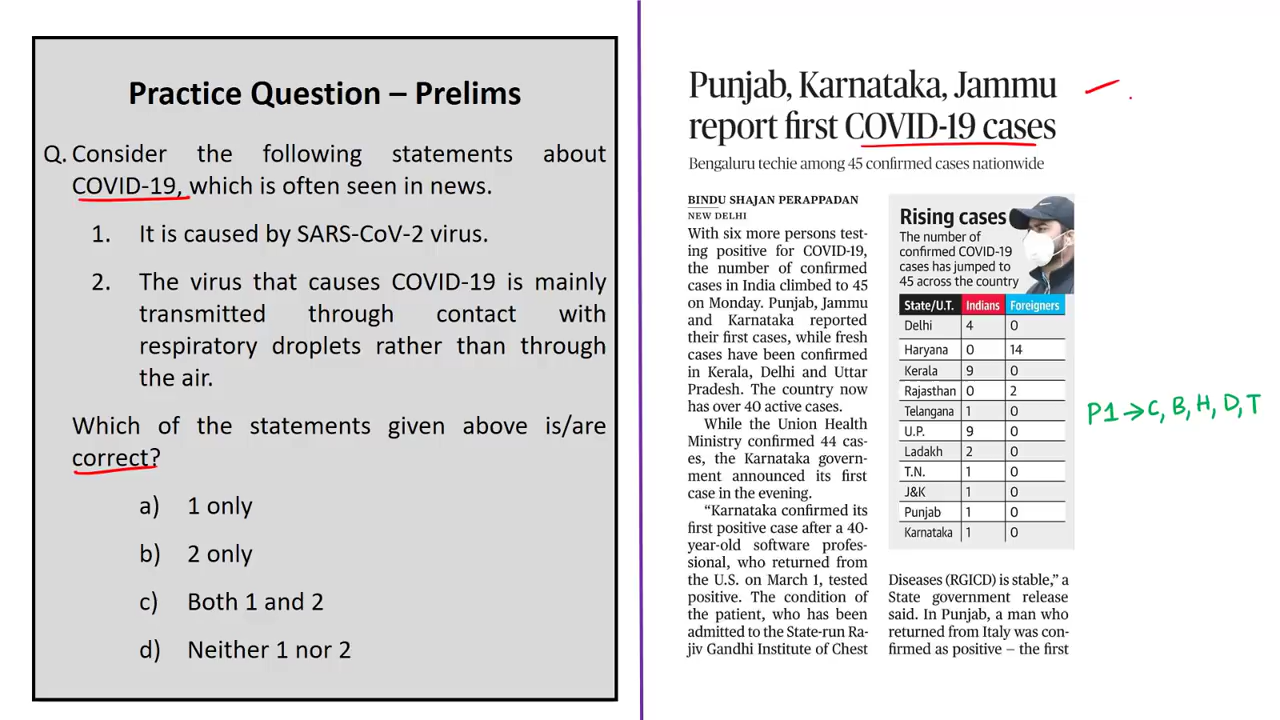 Practice Question – Prelims
Q. Consider the following statements about
COVID-19, which is often seen in news.
1. It is caused by SARS-CoV-2 virus.
2. The virus that causes COVID-19 is mainly
transmitted through contact with
respiratory droplets rather than through
the air.
Which of the statements given above is/are
correct?
a) 1 only
b) 2 only
c) Both 1 and 2
d) Neither 1 nor 2
Punjab, Karnataka, Jammu
report first COVID-19 cases
Bengaluru techie among 45 confirmed cases nationwide
BINDU SHAJAN PERAPPADAN
NEW DELHI
With six more persons test-
ing positive for COVID-19,
the number of confirmed
cases in India climbed to 45
on Monday. Punjab, Jammu
and Karnataka reported
their first cases, while fresh
cases have been confirmed
in Kerala, Delhi and Uttar
Pradesh. The country now
has over 40 active cases.
While the Union Health
Ministry confirmed 44 cas-
es, the Karnataka govern-
ment announced its first
case in the evening.
“Karnataka confirmed its
first positive case after a 40-
year-old software profes-
sional, who returned from
the U.S. on March 1, tested
positive. The condition of
the patient, who has been
admitted to the State-run Ra-
jiv Gandhi Institute of Chest
Rising cases
The number of
confirmed COVID-19
cases has jumped to
45 across the country
State/U.T. Indians Foreigners
Delhi 4 0
Haryana 0 14
Kerala 9 0
Rajasthan 0 2
Telangana 1 0
U.P. 9 0
Ladakh 2 0
T.N. 1 0
J&K 1 0
Punjab 1 0
Karnataka 1 0
Diseases (RGICD) is stable,” a
State government release
said. In Punjab, a man who
returned from Italy was con-
firmed as positive – the first
P1→C, B, H, D, T